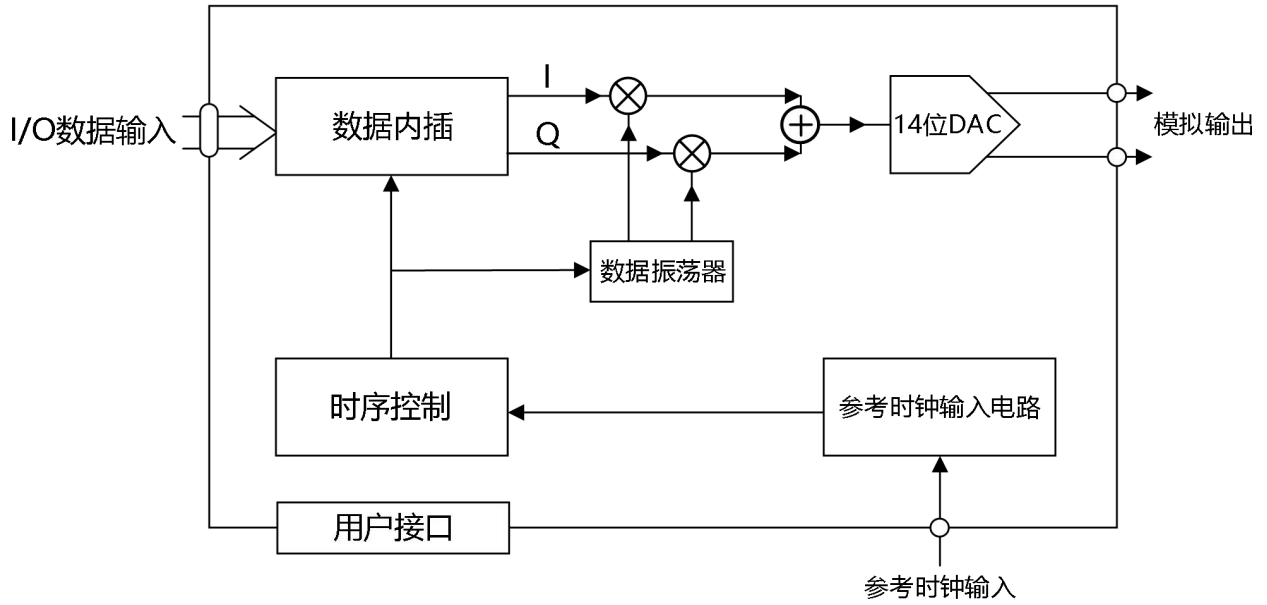 I
I/O数据输入
数据内插
Q
14位DAC
模拟输出
数据振荡器
时序控制
参考时钟输入电路
用户接口
参考时钟输入